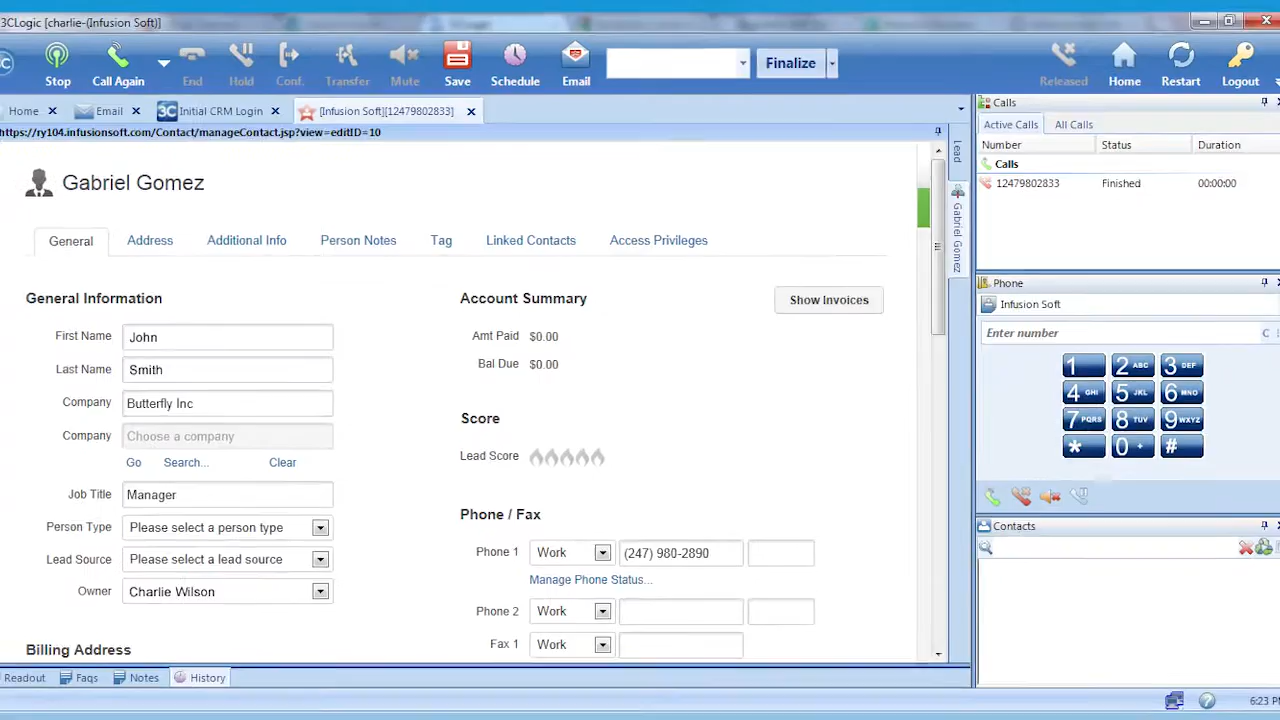 3CLogic [charlie-(Infusion Soft)]
Stop Call Again End Hold Conf. Transfer Mute Save Schedule Email Finalize Released Home Restart Logout
Home Email 3C Initial CRM Login [Infusion Soft][12479802833]
https://ry104.infusionsoft.com/Contact/manageContact.jsp?view=editID=10
Gabriel Gomez
General Address Additional Info Person Notes Tag Linked Contacts Access Privileges
General Information
First Name John
Last Name Smith
Company Butterfly Inc
Company Choose a company
Go Search... Clear
Job Title Manager
Person Type Please select a person type
Lead Source Please select a lead source
Owner Charlie Wilson
Billing Address
Account Summary
Show Invoices
Amt Paid $0.00
Bal Due $0.00
Score
Lead Score
Phone / Fax
Phone 1 Work (247) 980-2890
Manage Phone Status...
Phone 2 Work
Fax 1 Work
Lead
Gabriel Gomez
Calls
Active Calls All Calls
Number Status Duration
Calls
12479802833 Finished 00:00:00
Phone
Infusion Soft
Enter number C
1 2 ABC 3 DEF
4 GHI 5 JKL 6 MNO
7 PQRS 8 TUV 9 WXYZ
* 0 + #
Contacts
Readout Faqs Notes History
6:23 P